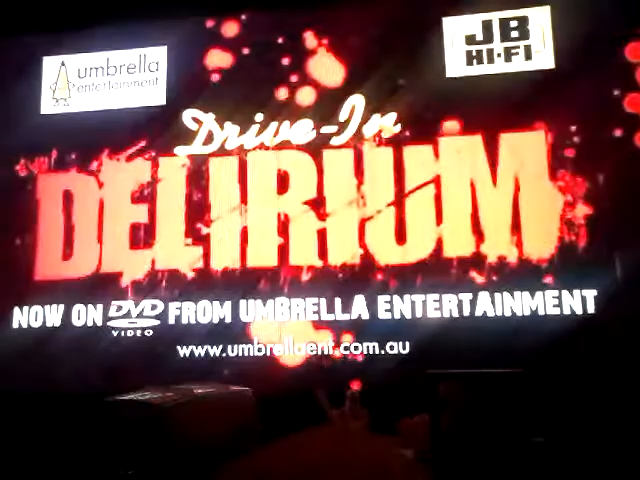 umbrella
entertainment
JB
HI-FI
Drive-In
DELIRIUM
NOW ON DVD FROM UMBRELLA ENTERTAINMENT
VIDEO
www.umbrellaent.com.au